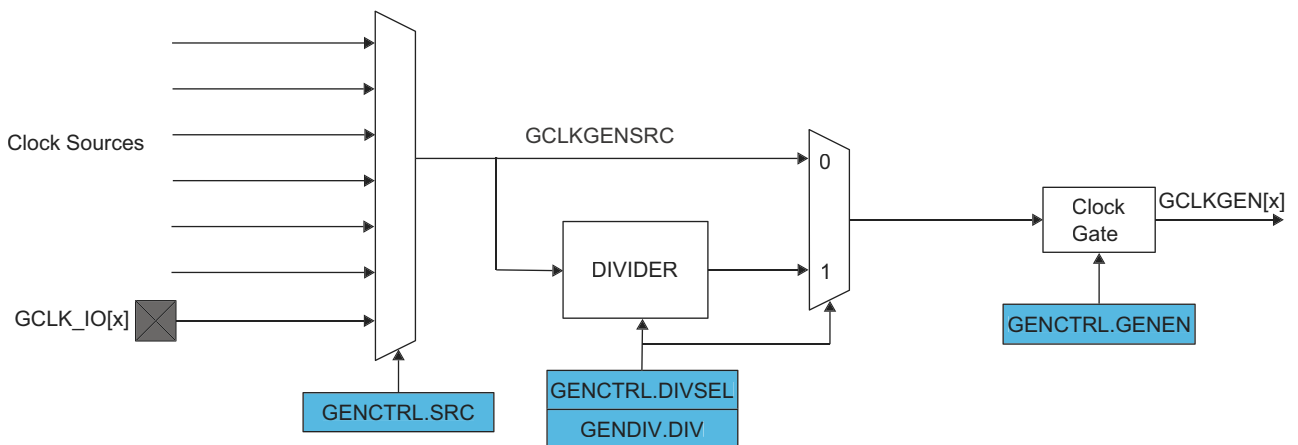 Clock Sources
GCLK_IO[x]
GENCTRL.SRC
GCLKGENSRC
DIVIDER
GENCTRL.DIVSEL
GENDIV.DIV
0
1
Clock
Gate
GENCTRL.GENEN
GCLKGEN[x]